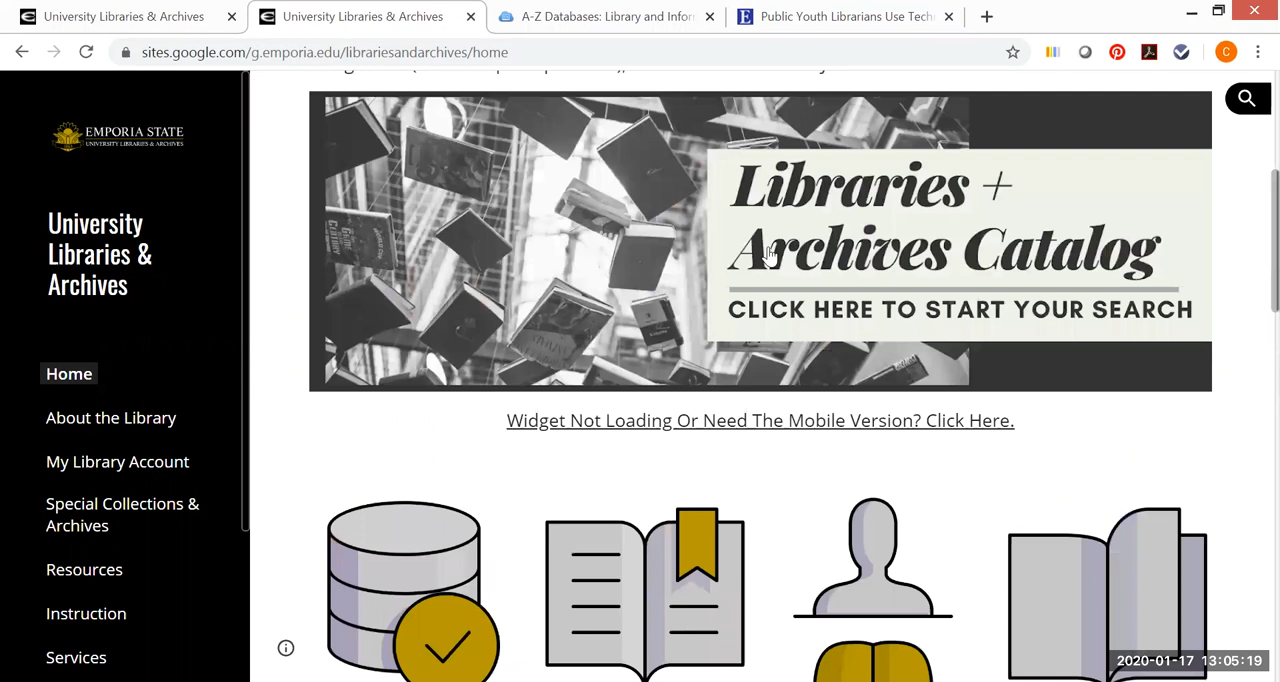 University Libraries & Archives
University Libraries & Archives
A-Z Databases: Library and Infor
Public Youth Librarians Use Tech
sites.google.com/g.emporia.edu/librariesandarchives/home
C
EMPORIA STATE
UNIVERSITY LIBRARIES & ARCHIVES
University
Libraries &
Archives
Home
About the Library
My Library Account
Special Collections &
Archives
Resources
Instruction
Services
Libraries +
Archives Catalog
CLICK HERE TO START YOUR SEARCH
Widget Not Loading Or Need The Mobile Version? Click Here.
2020-01-17 13:05:19